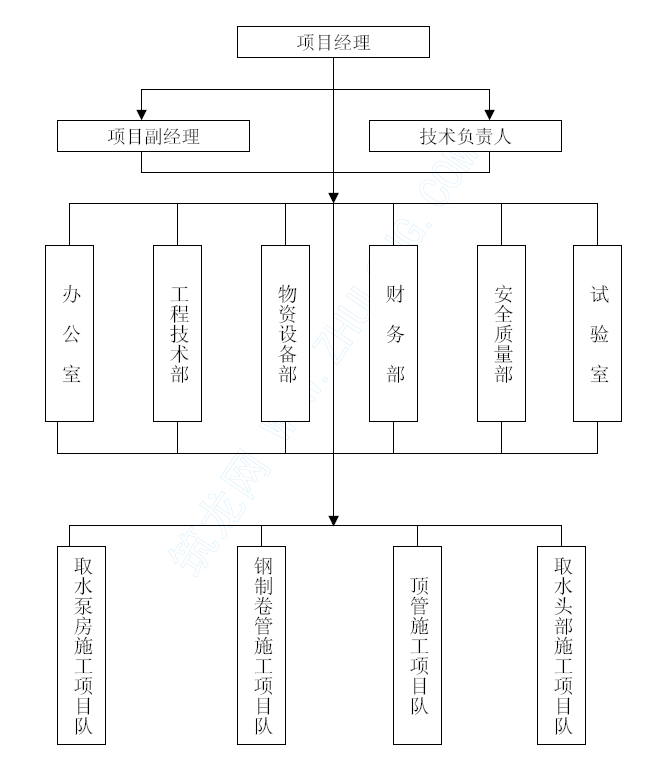 项目经理
项目副经理
技术负责人
办公室
工程技术部
物资设备部
财务部
安全质量部
试验室
取水泵房施工项目队
钢制卷管施工项目队
顶管施工项目队
取水头部施工项目队
筑龙网